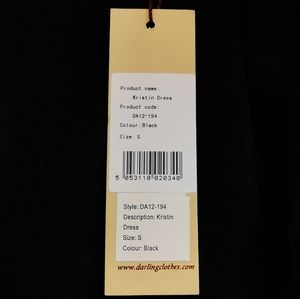 Product name:
Kristin Dress
Product code:
DA12-194
Colour: Black
Size: S
5 053110 020340
Style: DA12-194
Description: Kristin
Dress
Size: S
Colour: Black
www.darlingclothes.com